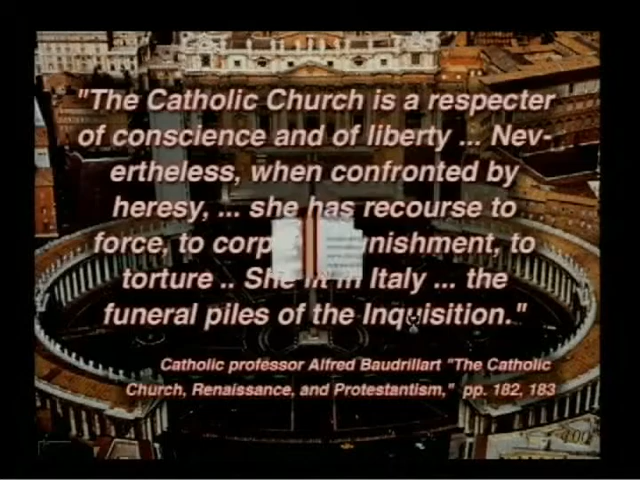 "The Catholic Church is a respecter
of conscience and of liberty ... Nev-
ertheless, when confronted by
heresy, ... she has recourse to
force, to corp nishment, to
torture .. She lit in Italy ... the
funeral piles of the Inquisition."
Catholic professor Alfred Baudrillart "The Catholic
Church, Renaissance, and Protestantism," pp. 182, 183